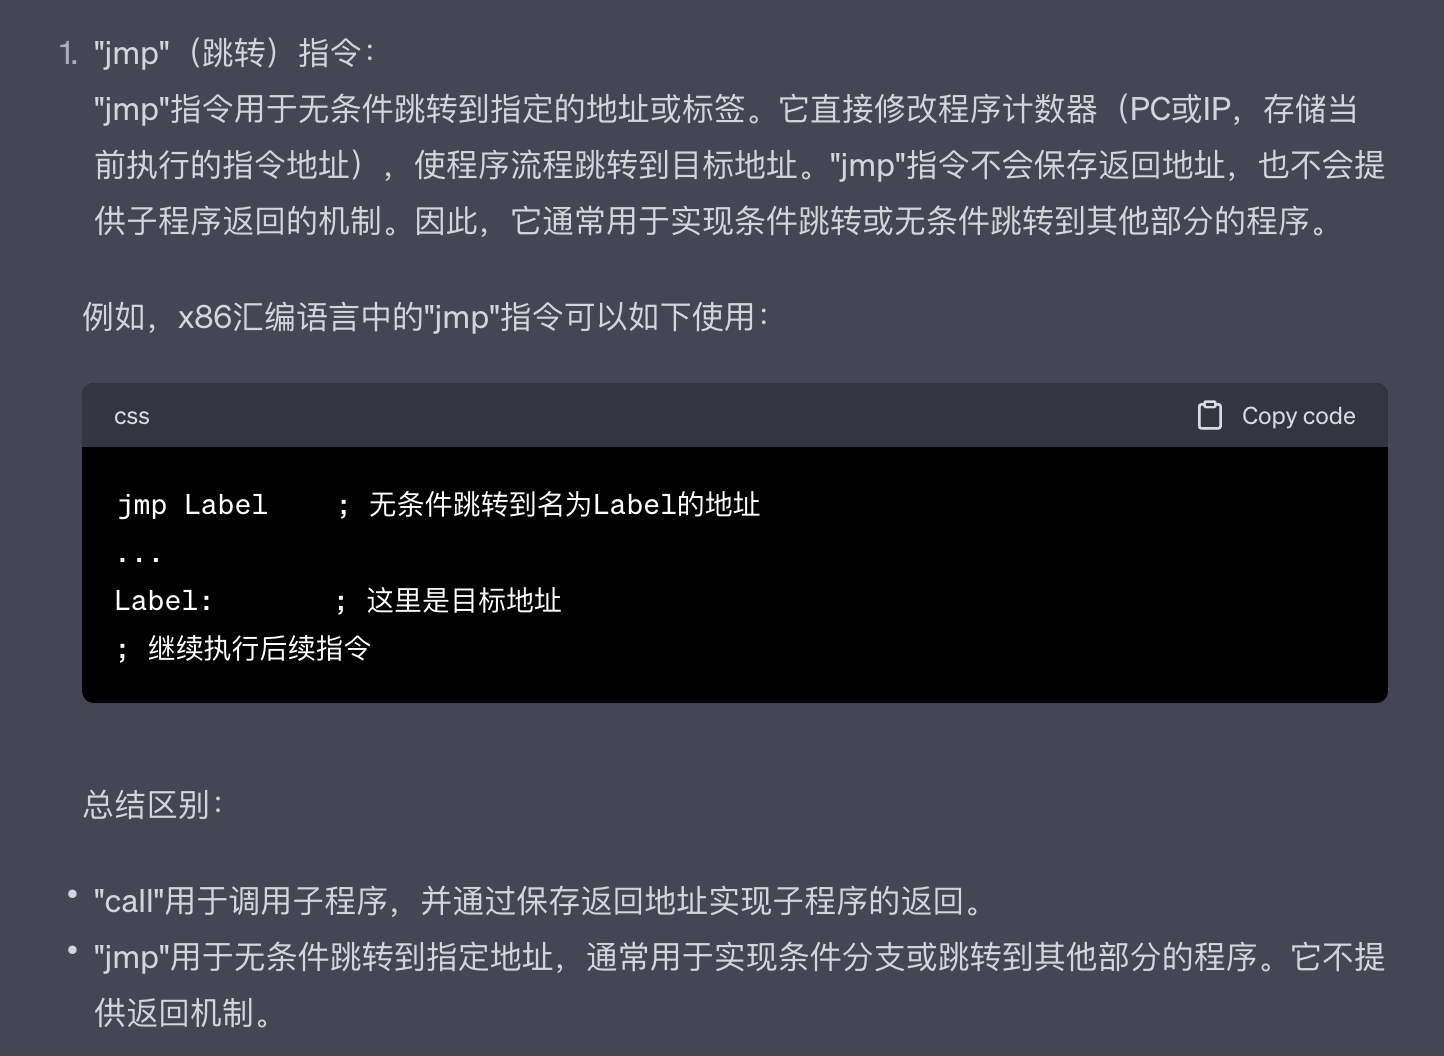 1. "jmp"（跳转）指令：
"jmp"指令用于无条件跳转到指定的地址或标签。它直接修改程序计数器（PC或IP，存储当
前执行的指令地址），使程序流程跳转到目标地址。"jmp"指令不会保存返回地址，也不会提
供子程序返回的机制。因此，它通常用于实现条件跳转或无条件跳转到其他部分的程序。
例如，x86汇编语言中的"jmp"指令可以如下使用：
css Copy code
jmp Label    ; 无条件跳转到名为Label的地址
...
Label:       ; 这里是目标地址
; 继续执行后续指令
总结区别：
• "call"用于调用子程序，并通过保存返回地址实现子程序的返回。
• "jmp"用于无条件跳转到指定地址，通常用于实现条件分支或跳转到其他部分的程序。它不提
供返回机制。